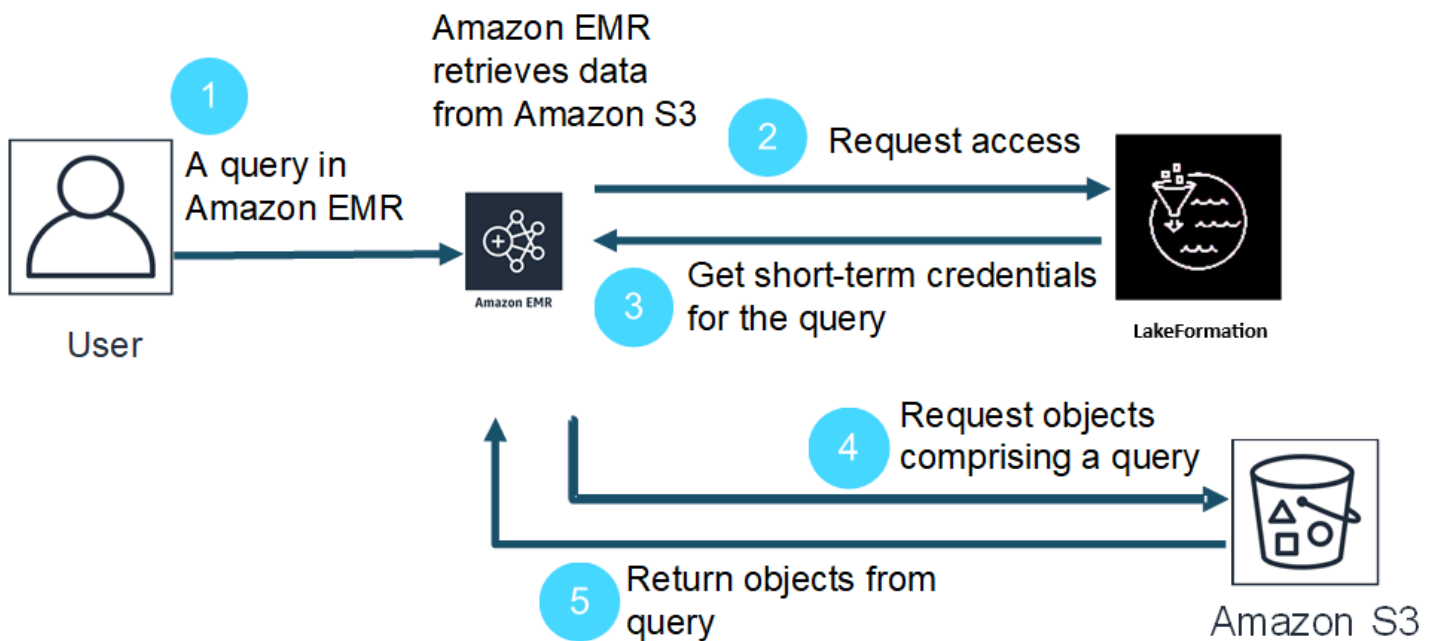 Amazon EMR
retrieves data
from Amazon S3
1
A query in
Amazon EMR
User
Amazon EMR
2
Request access
LakeFormation
3
Get short-term credentials
for the query
4
Request objects
comprising a query
5
Return objects from
query
Amazon S3